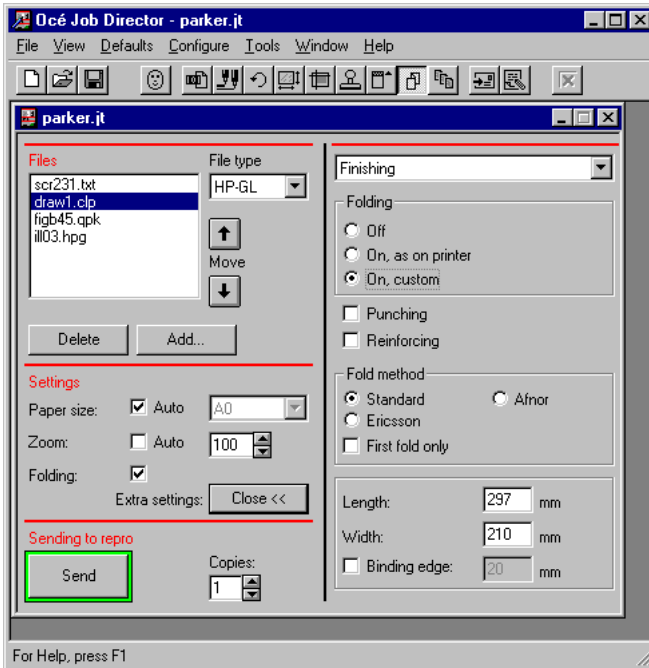 Océ Job Director - parker.jt
File View Defaults Configure Tools Window Help
parker.jt
Files
File type
scr231.txt
draw1.clp
figb45.qpk
ill03.hpg
HP-GL
Move
Delete
Add...
Settings
Paper size: Auto A0
Zoom: Auto 100
Folding:
Extra settings: Close <<
Sending to repro
Send
Copies:
1
Finishing
Folding
Off
On, as on printer
On, custom
Punching
Reinforcing
Fold method
Standard Afnor
Ericsson
First fold only
Length: 297 mm
Width: 210 mm
Binding edge: 20 mm
For Help, press F1